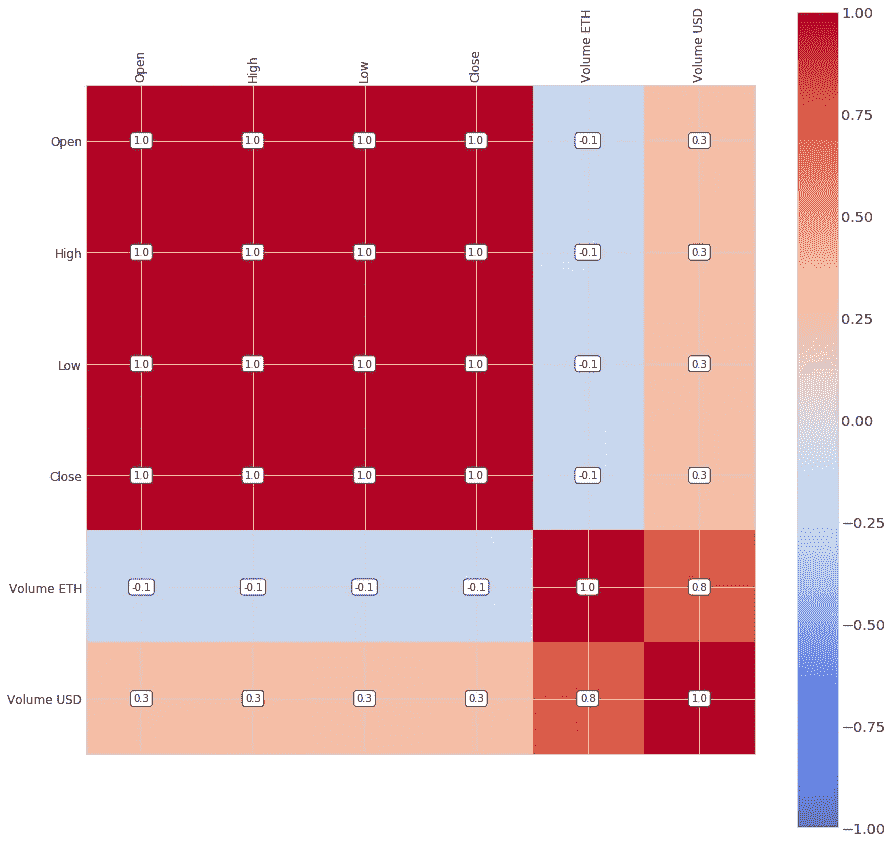 Open High Low Close Volume ETH Volume USD
Open 1.0 1.0 1.0 1.0 -0.1 0.3
High 1.0 1.0 1.0 1.0 -0.1 0.3
Low 1.0 1.0 1.0 1.0 -0.1 0.3
Close 1.0 1.0 1.0 1.0 -0.1 0.3
Volume ETH -0.1 -0.1 -0.1 -0.1 1.0 0.8
Volume USD 0.3 0.3 0.3 0.3 0.8 1.0
1.00
0.75
0.50
0.25
0.00
−0.25
−0.50
−0.75
−1.00